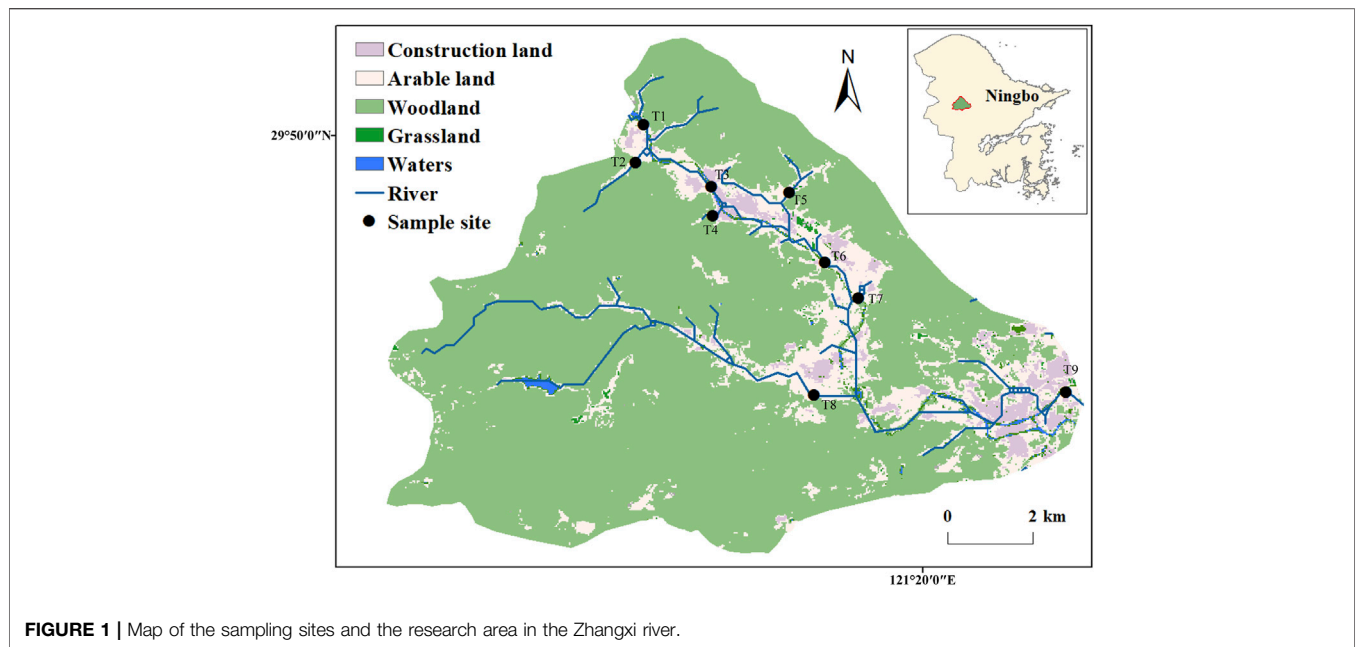 Construction land
Arable land
Woodland
Grassland
Waters
River
Sample site
N
Ningbo
29°50′0″N
T1
T2
T3
T5
T4
T6
T7
T8
T9
0 2 km
121°20′0″E
FIGURE 1 | Map of the sampling sites and the research area in the Zhangxi river.